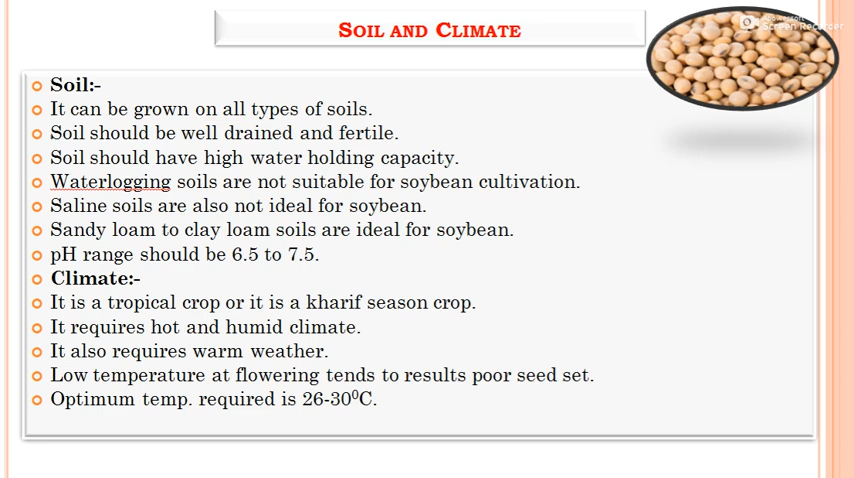 SOIL AND CLIMATE
Screen Recorder
Soil:-
It can be grown on all types of soils.
Soil should be well drained and fertile.
Soil should have high water holding capacity.
Waterlogging soils are not suitable for soybean cultivation.
Saline soils are also not ideal for soybean.
Sandy loam to clay loam soils are ideal for soybean.
pH range should be 6.5 to 7.5.
Climate:-
It is a tropical crop or it is a kharif season crop.
It requires hot and humid climate.
It also requires warm weather.
Low temperature at flowering tends to results poor seed set.
Optimum temp. required is 26-30⁰C.